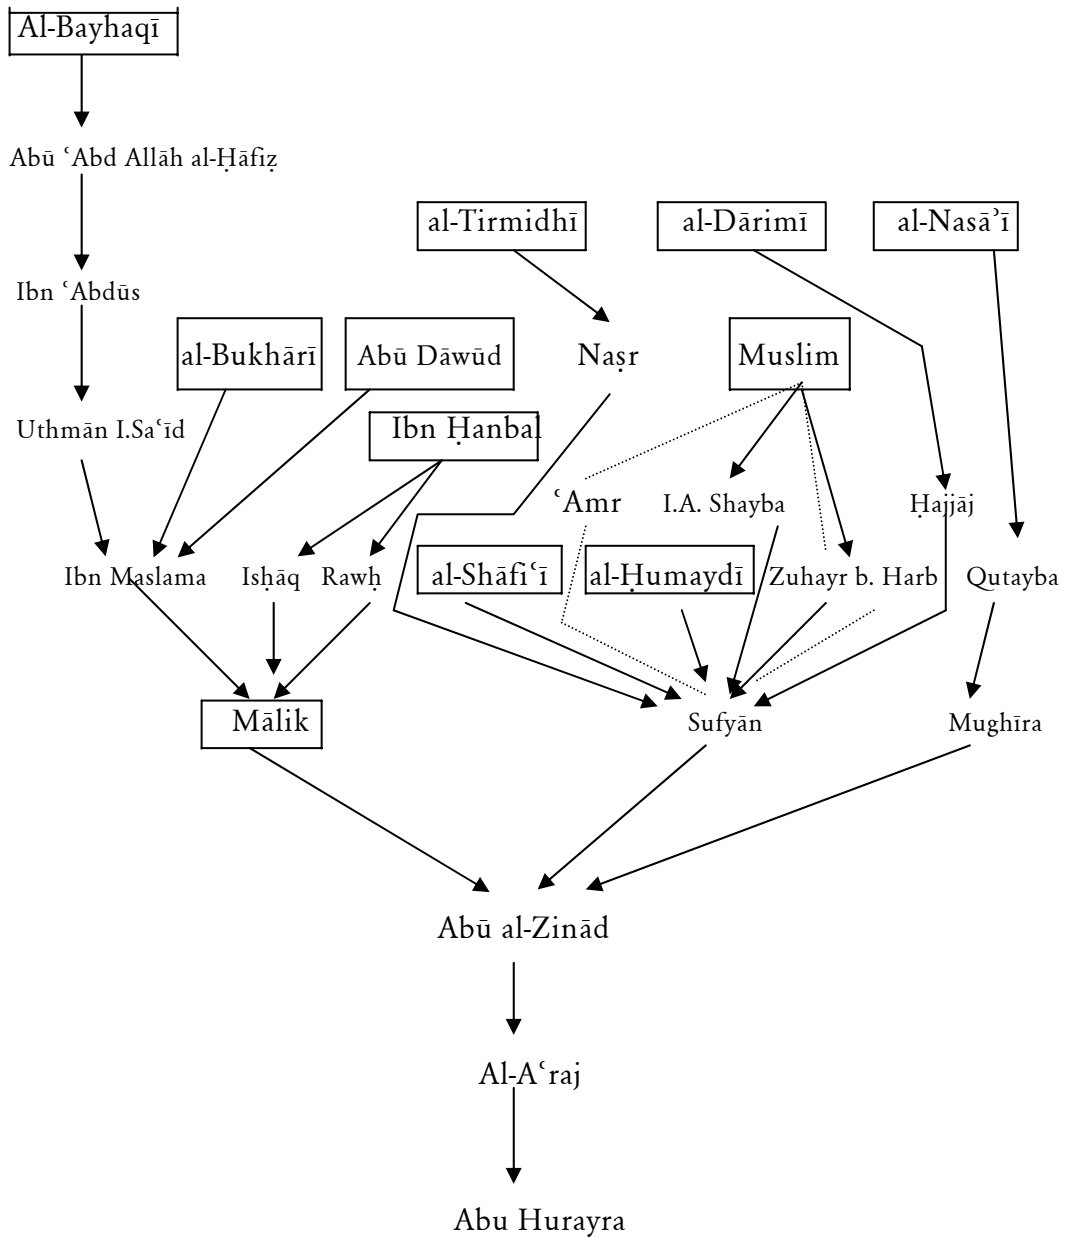 Al-Bayhaqī
Abū ʿAbd Allāh al-Ḥāfiẓ
al-Tirmidhī
al-Dārimī
al-Nasāʾī
Ibn ʿAbdūs
al-Bukhārī
Abū Dāwūd
Naṣr
Muslim
Uthmān I.Saʿīd
Ibn Ḥanbal
ʿAmr
I.A. Shayba
Ḥajjāj
Ibn Maslama
Isḥāq
Rawḥ
al-Shāfiʿī
al-Ḥumaydī
Zuhayr b. Harb
Qutayba
Mālik
Sufyān
Mughīra
Abū al-Zinād
Al-Aʿraj
Abu Hurayra